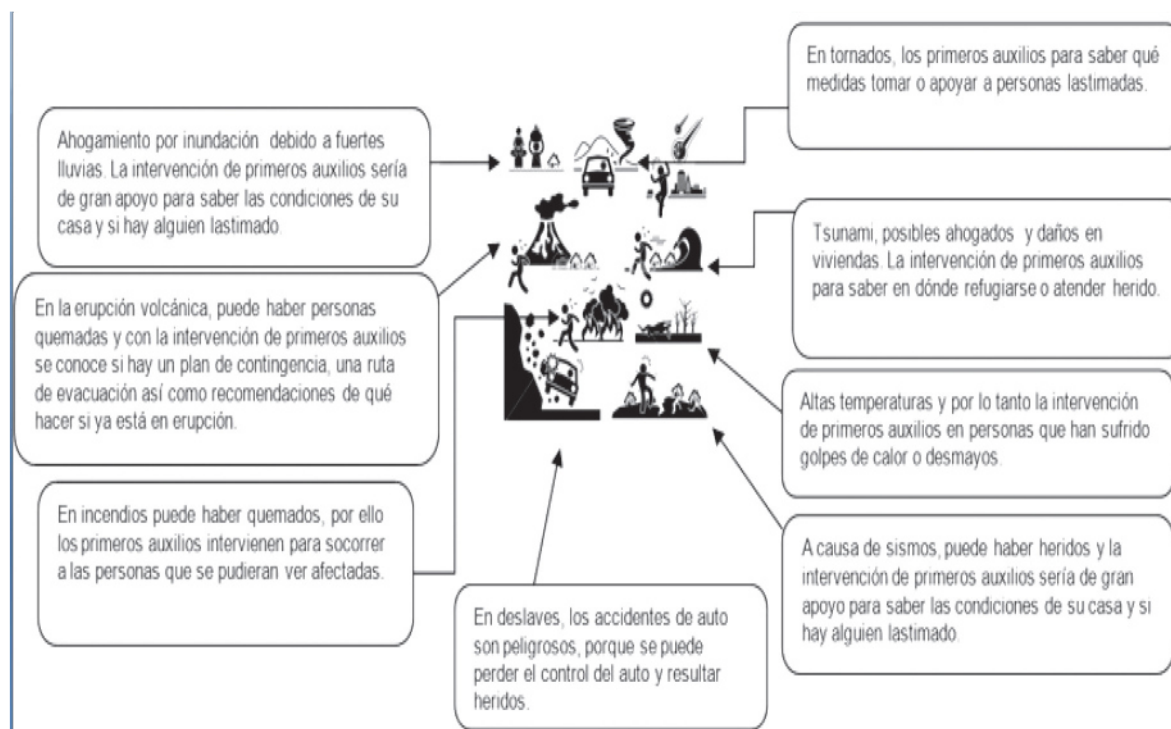 En tornados, los primeros auxilios para saber qué
medidas tomar o apoyar a personas lastimadas.
Ahogamiento por inundación debido a fuertes
lluvias. La intervención de primeros auxilios sería
de gran apoyo para saber las condiciones de su
casa y si hay alguien lastimado.
Tsunami, posibles ahogados y daños en
viviendas. La intervención de primeros auxilios
para saber en dónde refugiarse o atender herido.
En la erupción volcánica, puede haber personas
quemadas y con la intervención de primeros auxilios
se conoce si hay un plan de contingencia, una ruta
de evacuación así como recomendaciones de qué
hacer si ya está en erupción.
Altas temperaturas y por lo tanto la intervención
de primeros auxilios en personas que han sufrido
golpes de calor o desmayos.
En incendios puede haber quemados, por ello
los primeros auxilios intervienen para socorrer
a las personas que se pudieran ver afectadas.
A causa de sismos, puede haber heridos y la
intervención de primeros auxilios sería de gran
apoyo para saber las condiciones de su casa y si
hay alguien lastimado.
En deslaves, los accidentes de auto
son peligrosos, porque se puede
perder el control del auto y resultar
heridos.